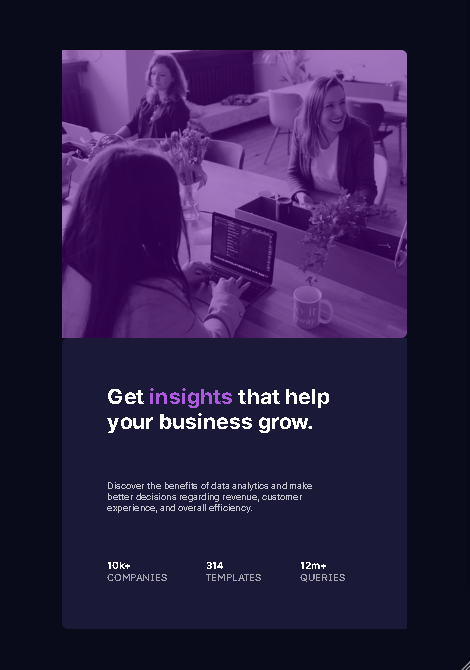 Get insights that help
your business grow.
Discover the benefits of data analytics and make
better decisions regarding revenue, customer
experience, and overall efficiency.
10k+
COMPANIES
314
TEMPLATES
12m+
QUERIES